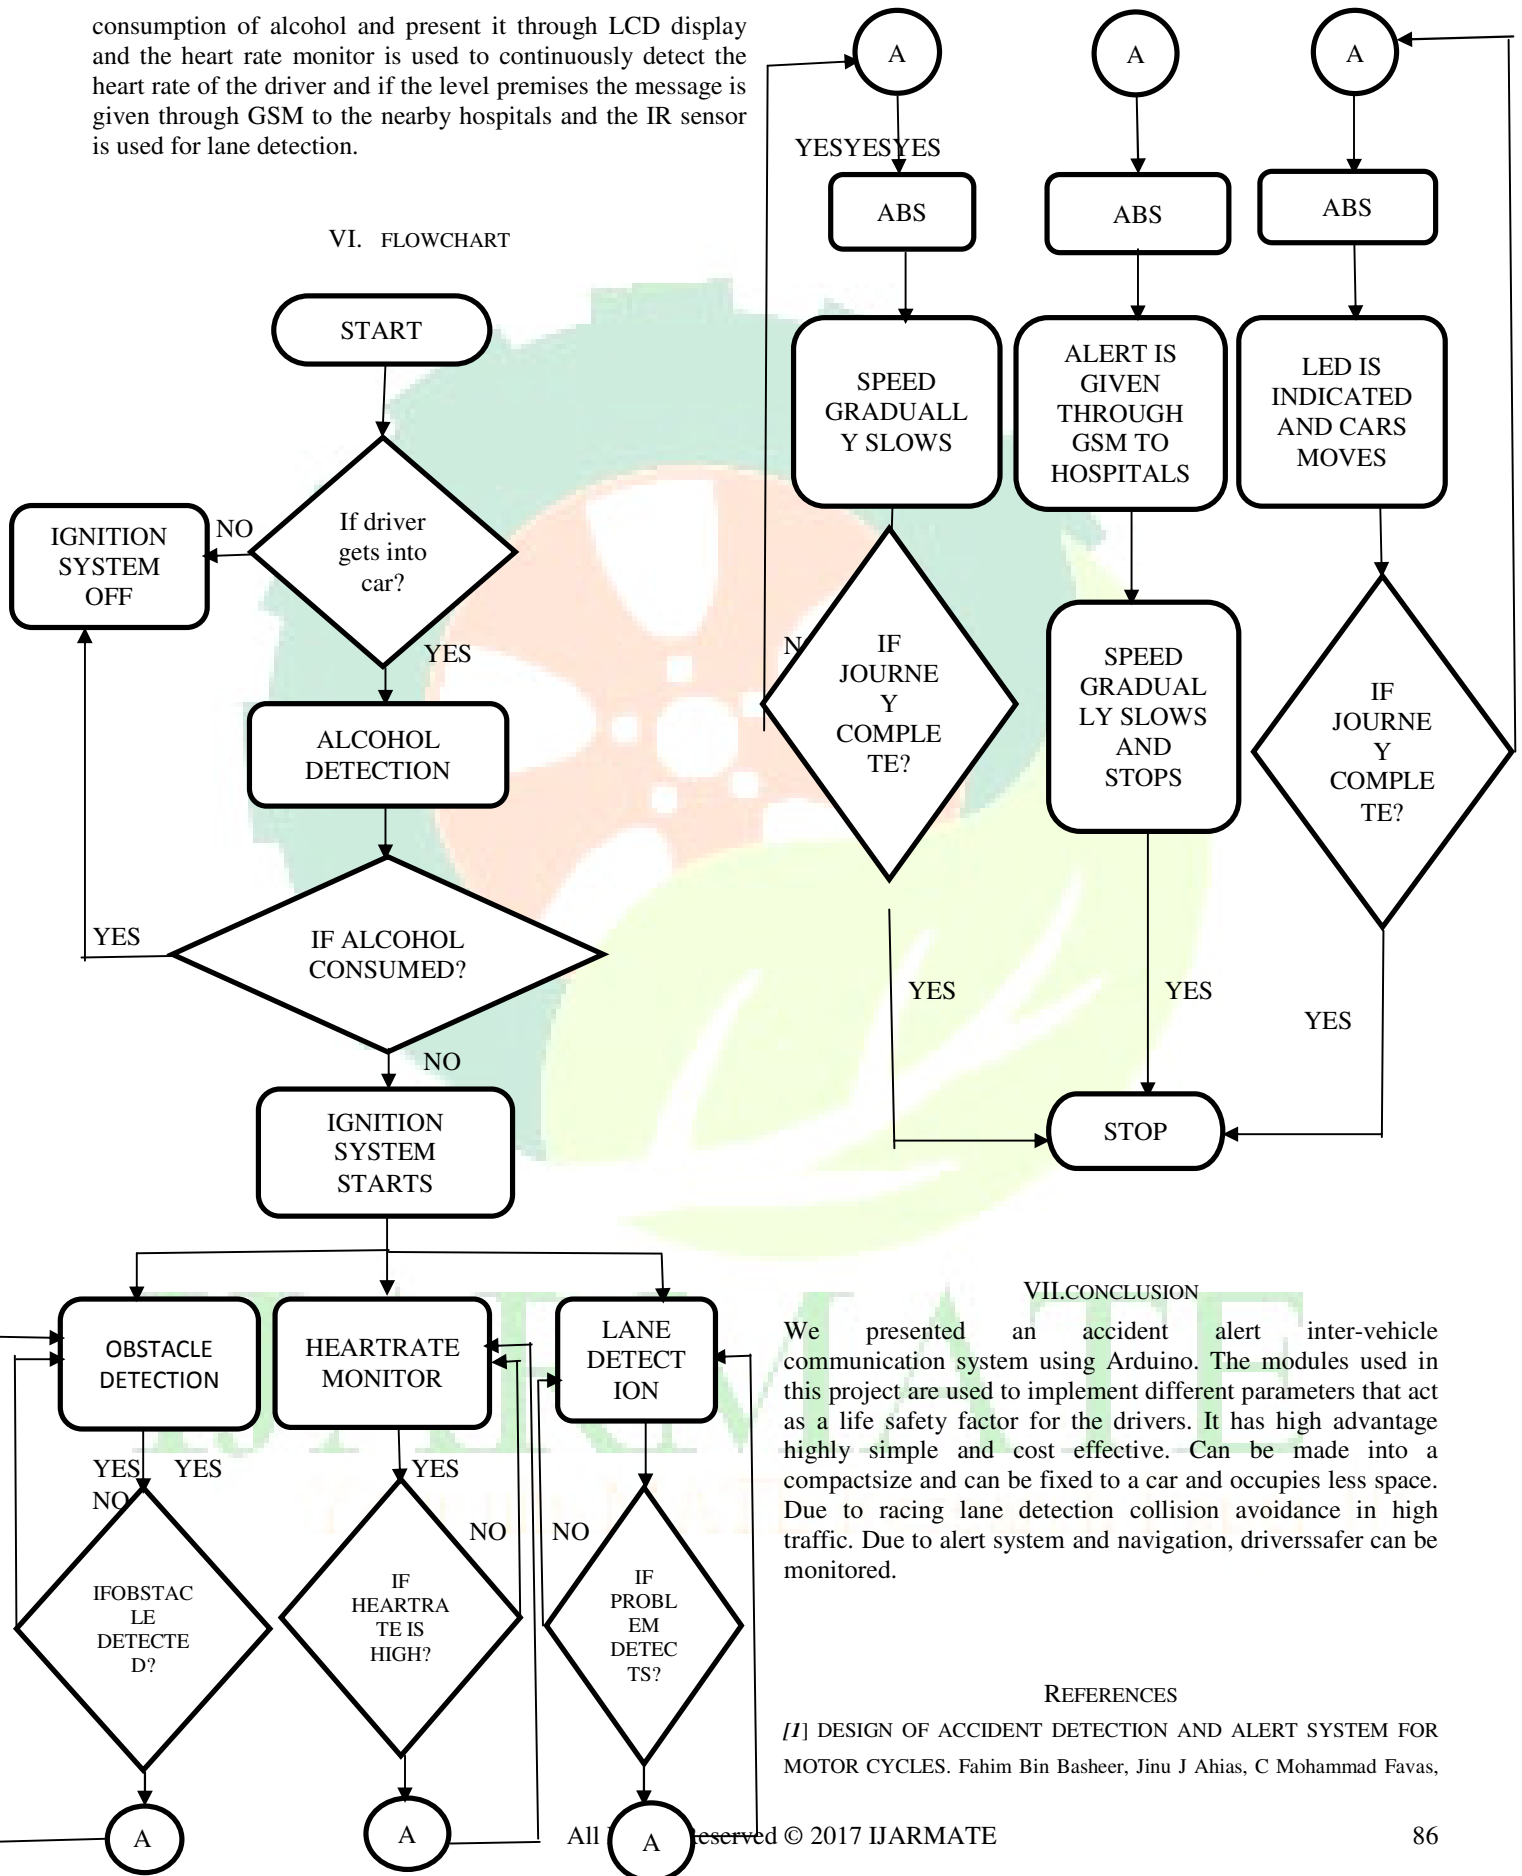 consumption of alcohol and present it through LCD display
and the heart rate monitor is used to continuously detect the
heart rate of the driver and if the level premises the message is
given through GSM to the nearby hospitals and the IR sensor
is used for lane detection.
VI. FLOWCHART
START
If driver
gets into
car?
NO
IGNITION
SYSTEM
OFF
YES
ALCOHOL
DETECTION
IF ALCOHOL
CONSUMED?
YES
NO
IGNITION
SYSTEM
STARTS
OBSTACLE
DETECTION
HEARTRATE
MONITOR
LANE
DETECT
ION
YES YES
NO
YES
NO
NO
IFOBSTAC
LE
DETECTE
D?
IF
HEARTRA
TE IS
HIGH?
IF
PROBL
EM
DETEC
TS?
A
A
A
A
A
A
YESYESYES
ABS
ABS
ABS
SPEED
GRADUALL
Y SLOWS
ALERT IS
GIVEN
THROUGH
GSM TO
HOSPITALS
LED IS
INDICATED
AND CARS
MOVES
IF
JOURNE
Y
COMPLE
TE?
SPEED
GRADUAL
LY SLOWS
AND
STOPS
IF
JOURNE
Y
COMPLE
TE?
YES
YES
YES
STOP
VII.CONCLUSION
We presented an accident alert inter-vehicle
communication system using Arduino. The modules used in
this project are used to implement different parameters that act
as a life safety factor for the drivers. It has high advantage
highly simple and cost effective. Can be made into a
compactsize and can be fixed to a car and occupies less space.
Due to racing lane detection collision avoidance in high
traffic. Due to alert system and navigation, driverssafer can be
monitored.
REFERENCES
[1] DESIGN OF ACCIDENT DETECTION AND ALERT SYSTEM FOR
MOTOR CYCLES. Fahim Bin Basheer, Jinu J Ahias, C Mohammad Favas,
All eserved © 2017 IJARMATE
86
IJARMATE